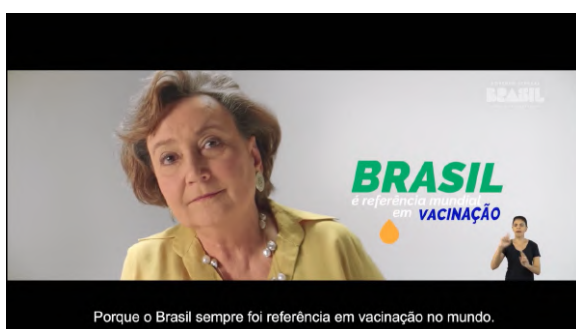 BRASIL
BRASIL
é referência mundial
em VACINAÇÃO
Porque o Brasil sempre foi referência em vacinação no mundo.